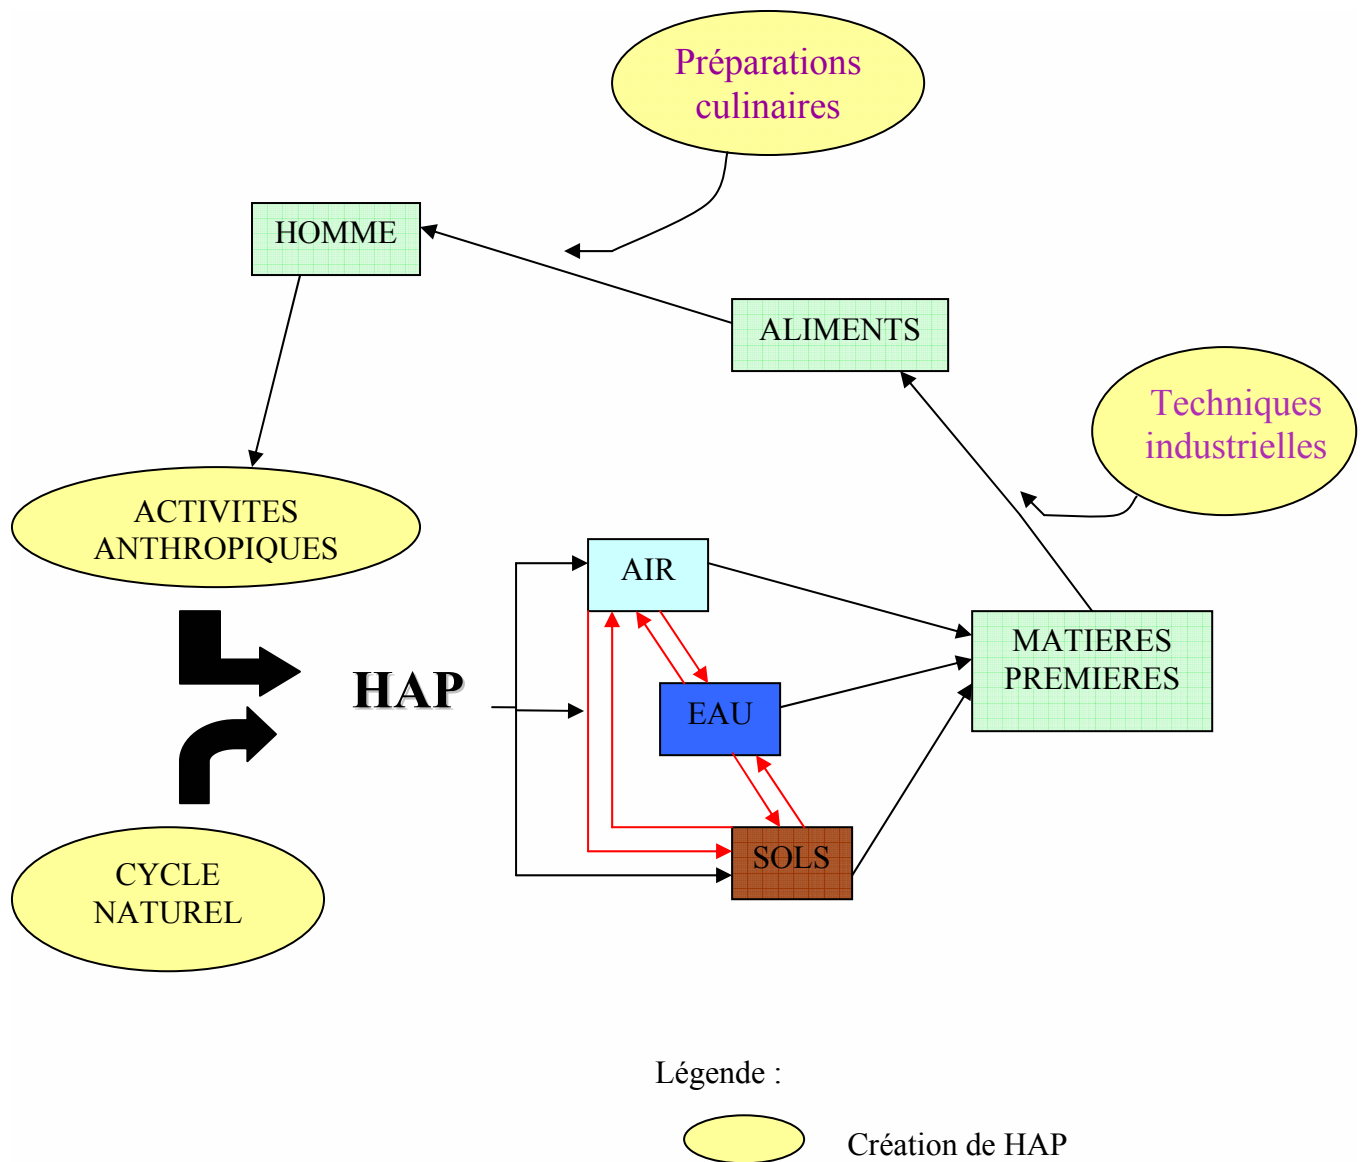 Préparations
culinaires
HOMME
ALIMENTS
Techniques
industrielles
ACTIVITES
ANTHROPIQUES
AIR
MATIERES
PREMIERES
HAP
EAU
SOLS
CYCLE
NATUREL
Légende :
Création de HAP